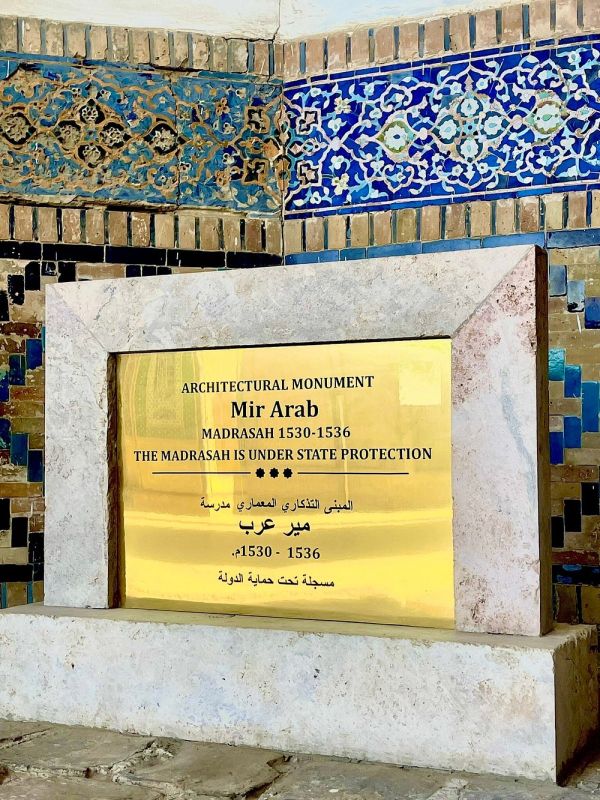 ARCHITECTURAL MONUMENT
Mir Arab
MADRASAH 1530-1536
THE MADRASAH IS UNDER STATE PROTECTION
المبنى التذكاري المعماري مدرسة
مير عرب
1530 - 1536م.
مسجلة تحت حماية الدولة